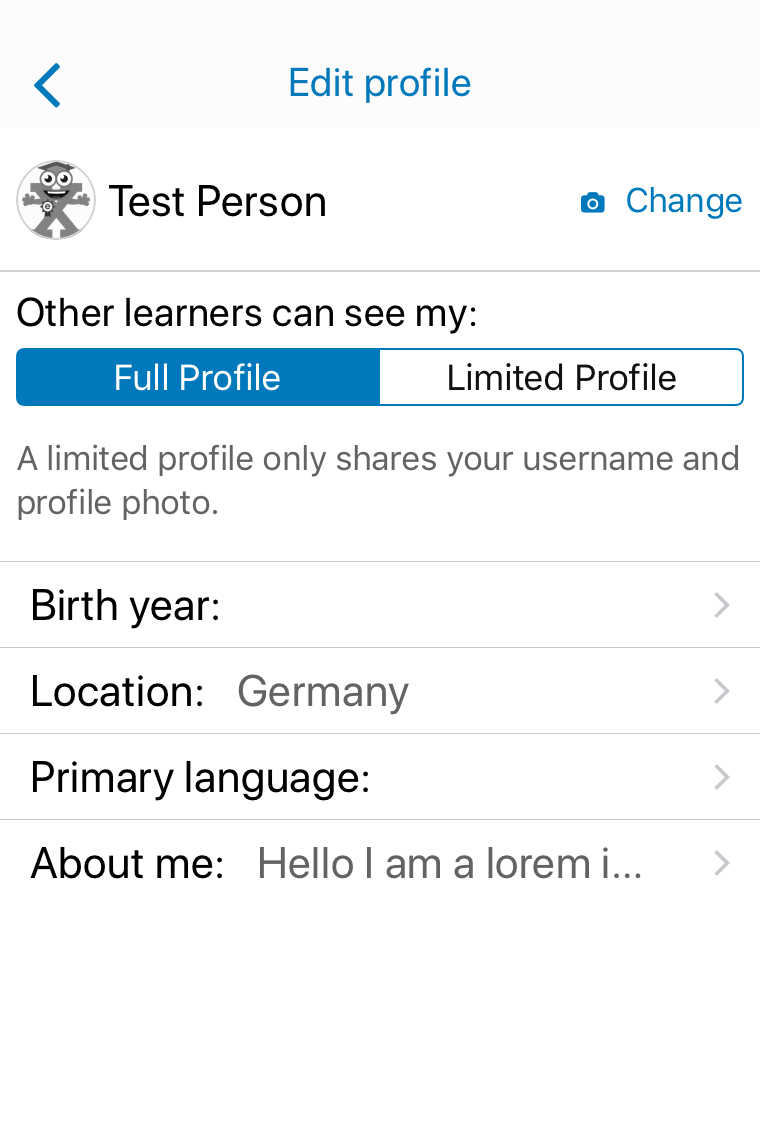 Edit profile
Test Person
Change
Other learners can see my:
Full Profile
Limited Profile
A limited profile only shares your username and
profile photo.
Birth year:
Location: Germany
Primary language:
About me: Hello I am a lorem i...